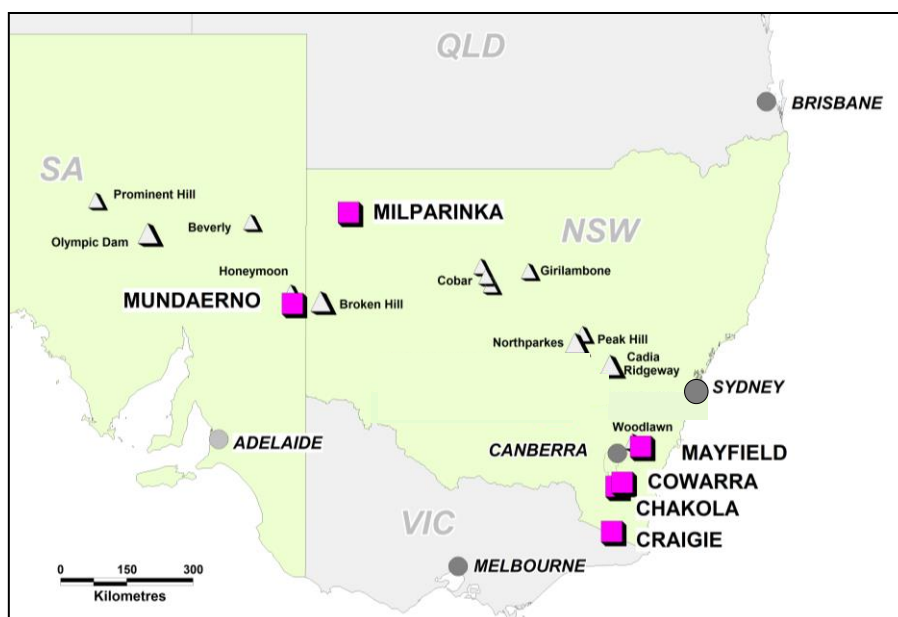 QLD
BRISBANE
SA
Prominent Hill
MILPARINKA
NSW
Beverly
Olympic Dam
Honeymoon
Cobar
Girilambone
MUNDAERNO
Broken Hill
Northparkes
Peak Hill
Cadia
Ridgeway
SYDNEY
Woodlawn
ADELAIDE
CANBERRA
MAYFIELD
COWARRA
CHAKOLA
VIC
CRAIGIE
MELBOURNE
0 150 300
Kilometres